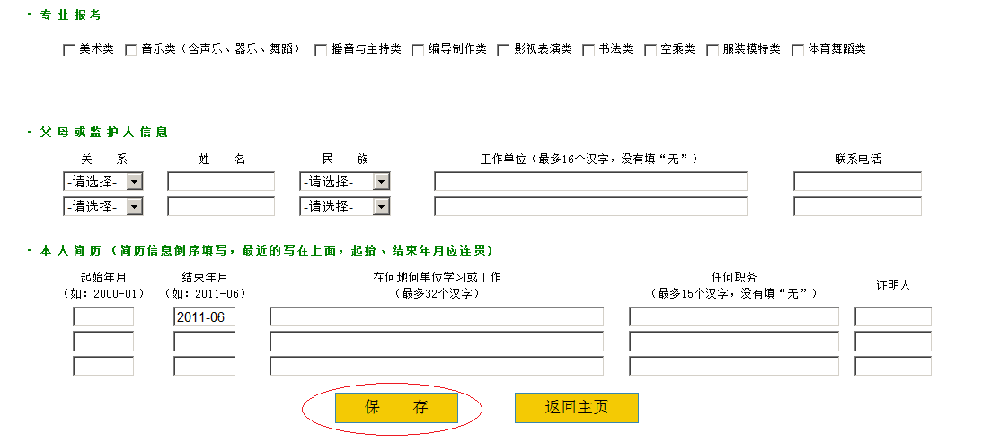 · 专 业 报 考
美术类 音乐类（含声乐、器乐、舞蹈） 播音与主持类 编导制作类 影视表演类 书法类 空乘类 服装模特类 体育舞蹈类
· 父 母 或 监 护 人 信 息
关 系 姓 名 民 族 工作单位（最多16个汉字，没有填“无”） 联系电话
-请选择- -请选择-
-请选择- -请选择-
· 本 人 简 历 （简历信息倒序填写，最近的写在上面，起始、结束年月应连贯）
起始年月 结束年月 在何地何单位学习或工作 任何职务 证明人
（如：2000-01） （如：2011-06） （最多32个汉字） （最多15个汉字，没有填“无”）
2011-06
保 存 返回主页